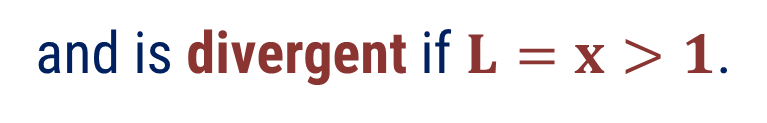 and is divergent if L = x > 1.